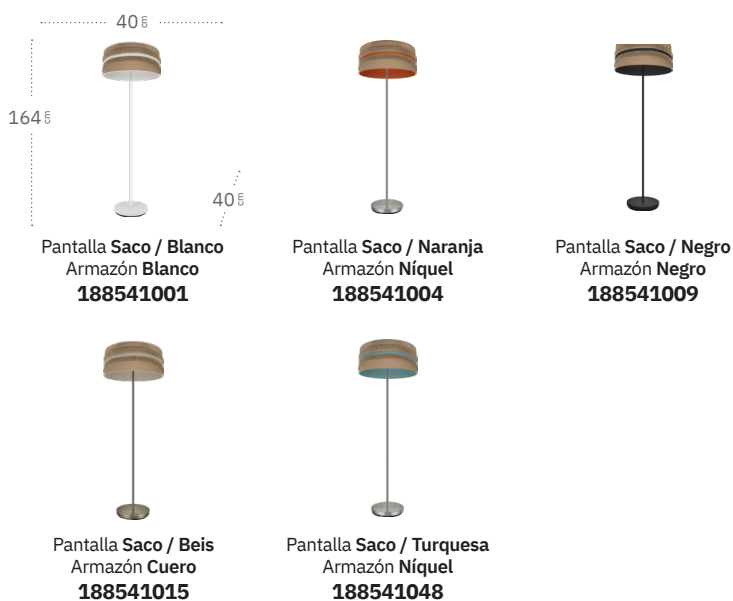 40 cm
164 cm
40 cm
Pantalla Saco / Blanco
Armazón Blanco
188541001
Pantalla Saco / Naranja
Armazón Níquel
188541004
Pantalla Saco / Negro
Armazón Negro
188541009
Pantalla Saco / Beis
Armazón Cuero
188541015
Pantalla Saco / Turquesa
Armazón Níquel
188541048